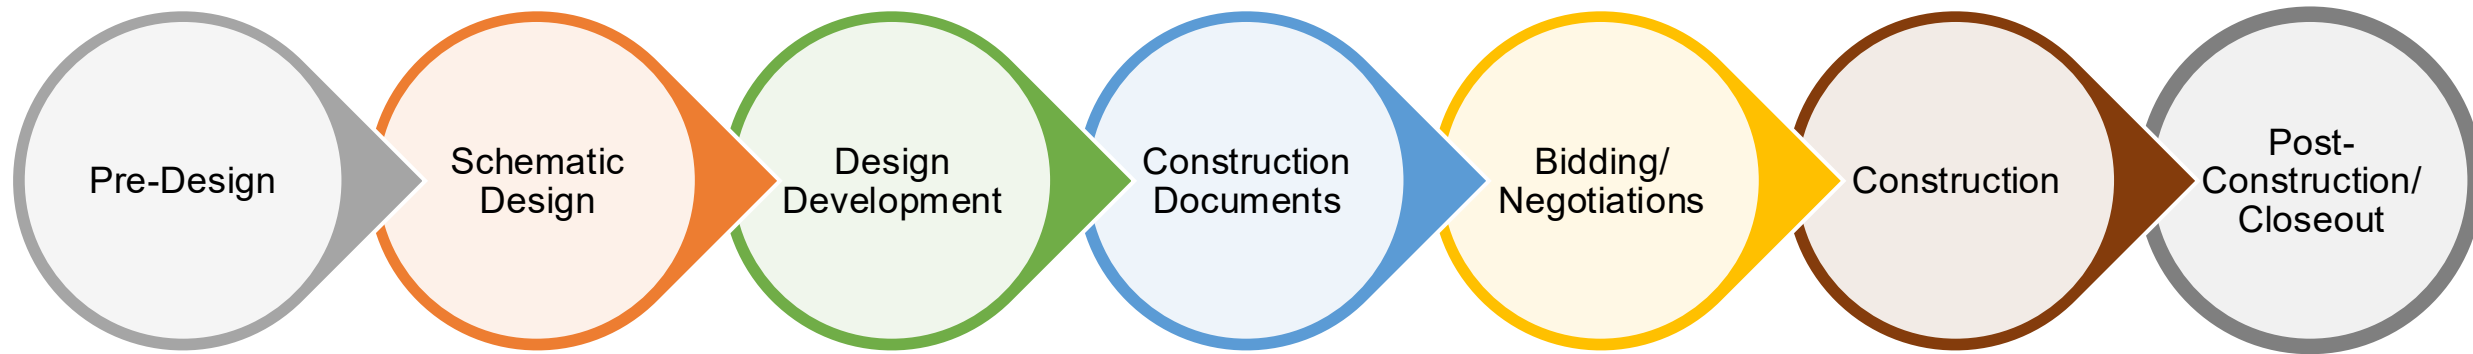 Pre-Design
Schematic
Design
Design
Development
Construction
Documents
Bidding/
Negotiations
Construction
Post-
Construction/
Closeout